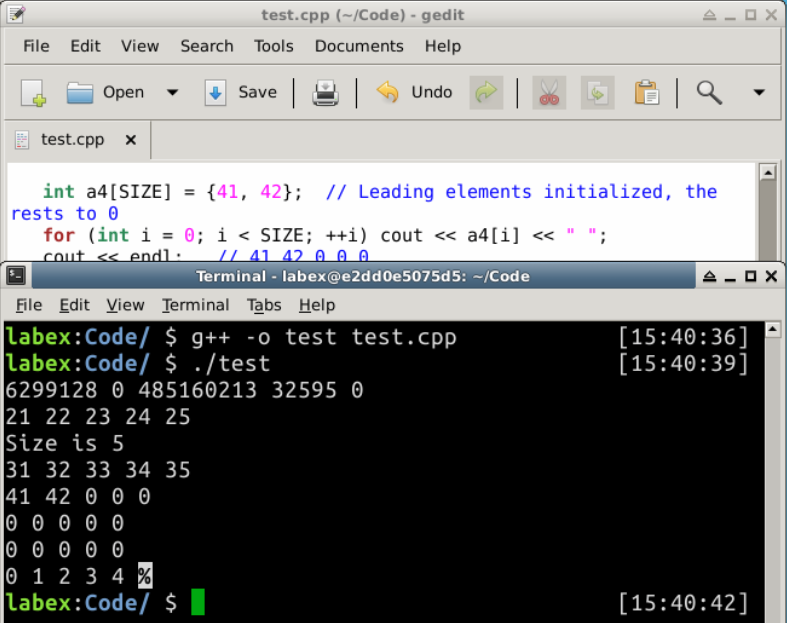 test.cpp (~/Code) - gedit
File Edit View Search Tools Documents Help
Open Save Undo
test.cpp x
int a4[SIZE] = {41, 42};  // Leading elements initialized, the
rests to 0
for (int i = 0; i < SIZE; ++i) cout << a4[i] << " ";
cout << endl;   // 41 42 0 0 0
Terminal - labex@e2dd0e5075d5: ~/Code
File Edit View Terminal Tabs Help
labex:Code/ $ g++ -o test test.cpp [15:40:36]
labex:Code/ $ ./test [15:40:39]
6299128 0 485160213 32595 0
21 22 23 24 25
Size is 5
31 32 33 34 35
41 42 0 0 0
0 0 0 0 0
0 0 0 0 0
0 1 2 3 4 %
labex:Code/ $ [15:40:42]